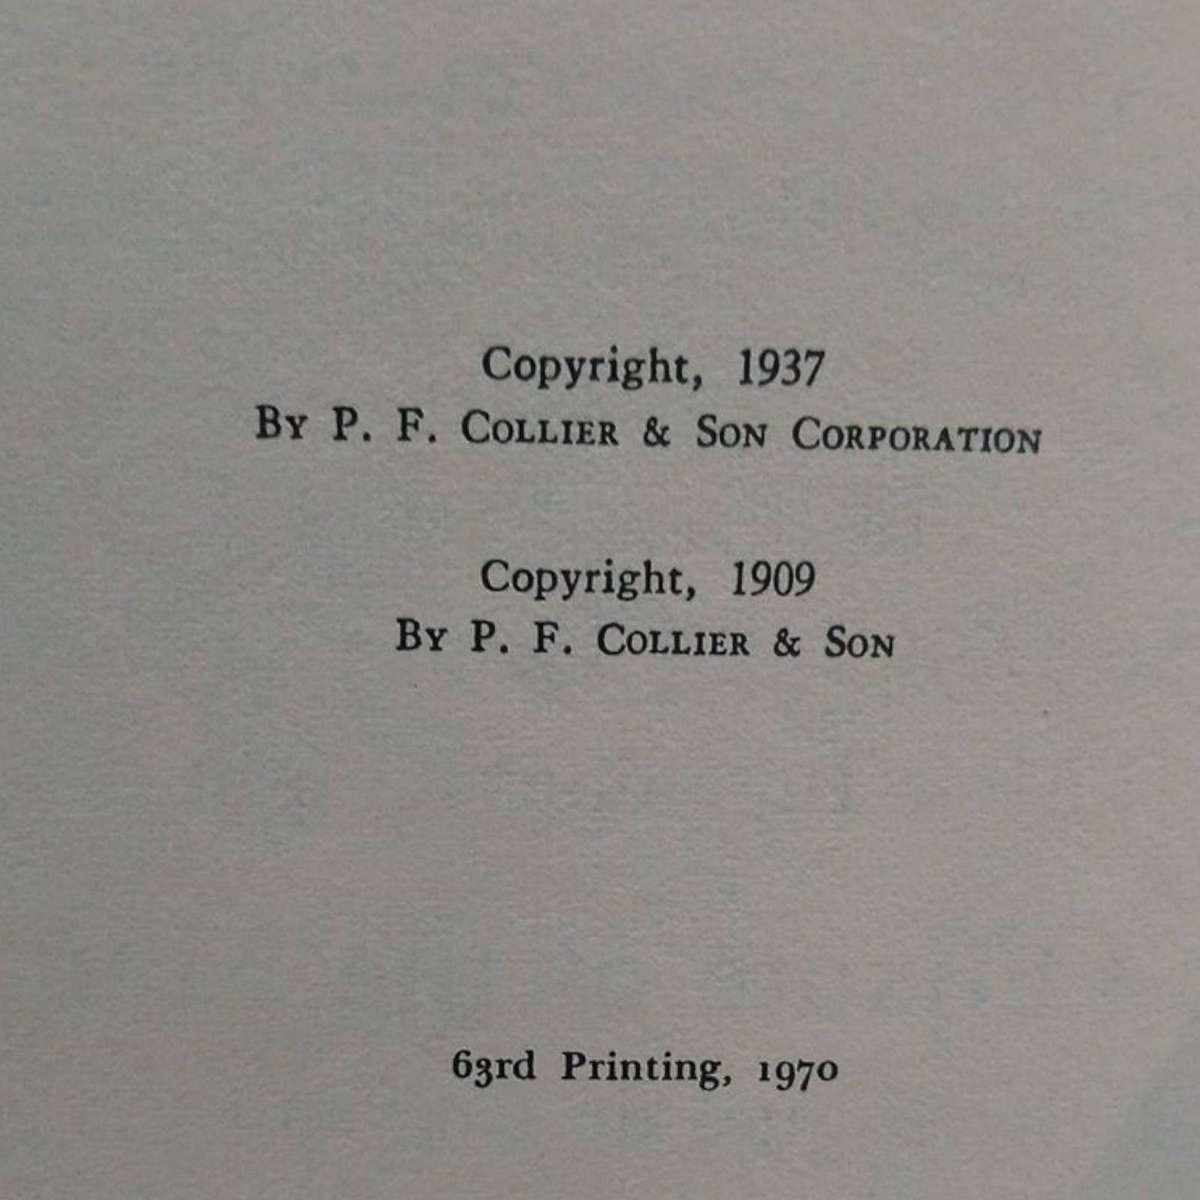 Copyright, 1937
By P. F. Collier & Son Corporation
Copyright, 1909
By P. F. Collier & Son
63rd Printing, 1970